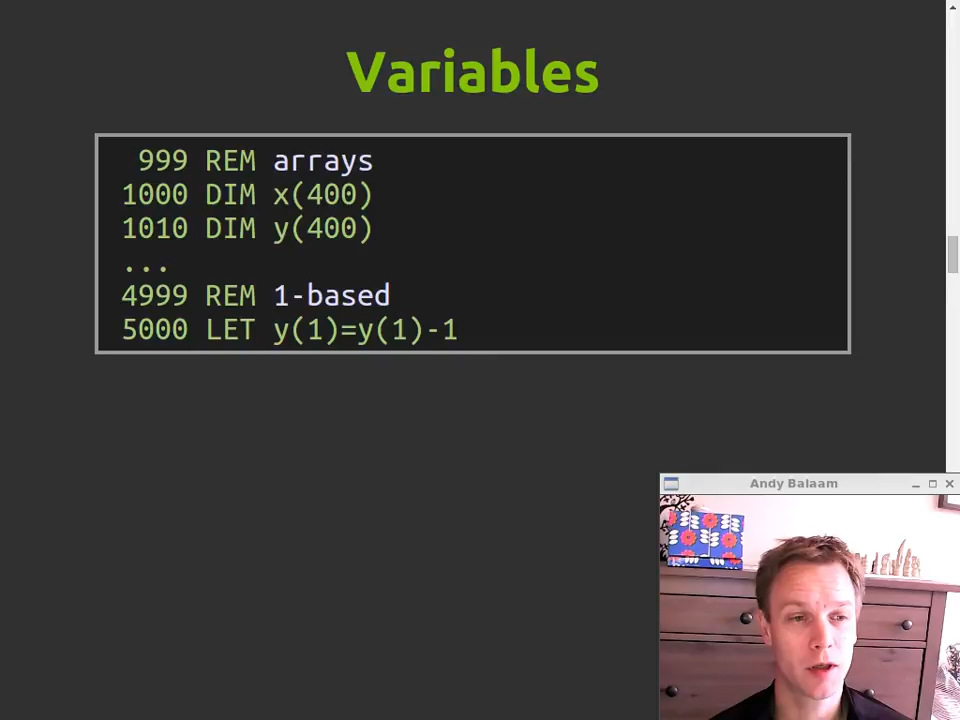 Variables
999 REM arrays
1000 DIM x(400)
1010 DIM y(400)
...
4999 REM 1-based
5000 LET y(1)=y(1)-1
Andy Balaam